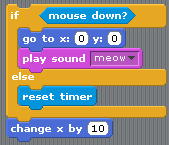 if mouse down?
go to x: 0 y: 0
play sound meow
else
reset timer
change x by 10